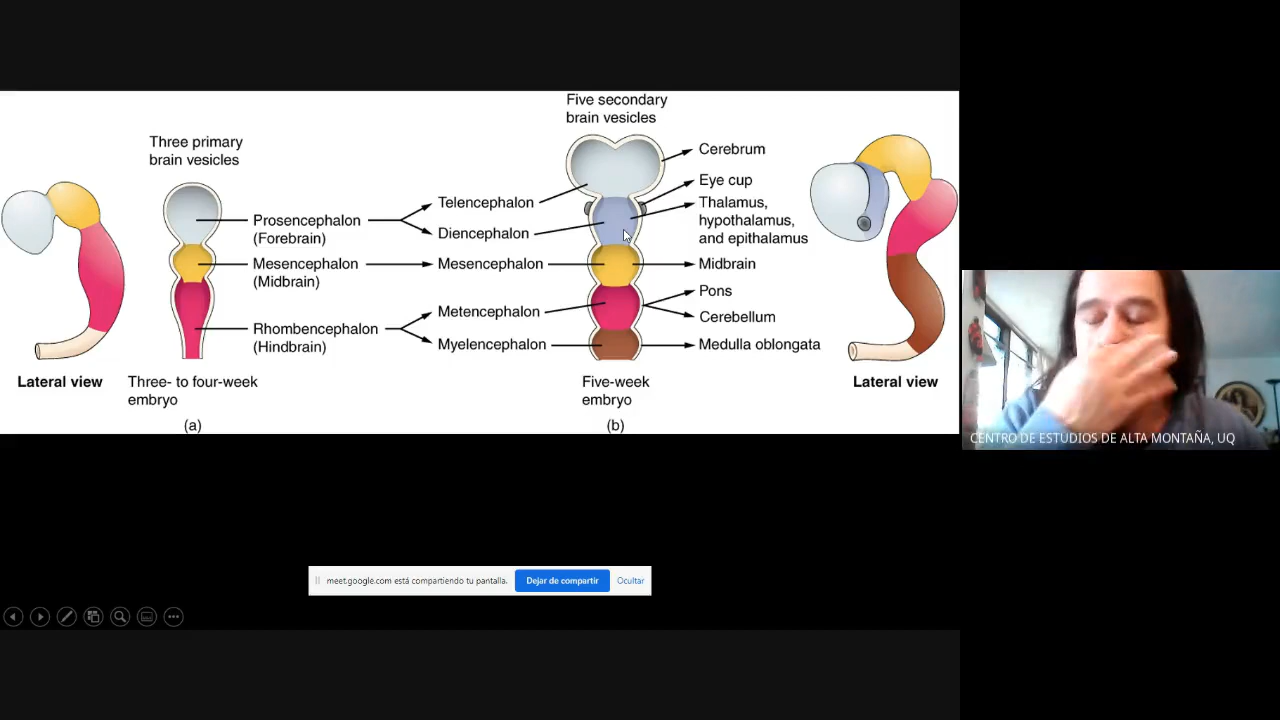 Five secondary
brain vesicles
Three primary
brain vesicles
Cerebrum
Eye cup
Telencephalon
Thalamus,
hypothalamus,
and epithalamus
Prosencephalon
(Forebrain)
Diencephalon
Mesencephalon
(Midbrain)
Mesencephalon
Midbrain
Pons
Metencephalon
Cerebellum
Rhombencephalon
(Hindbrain)
Myelencephalon
Medulla oblongata
Lateral view
Three- to four-week
embryo
Five-week
embryo
Lateral view
(a)
(b)
CENTRO DE ESTUDIOS DE ALTA MONTAÑA, UQ
meet.google.com está compartiendo tu pantalla.
Dejar de compartir
Ocultar